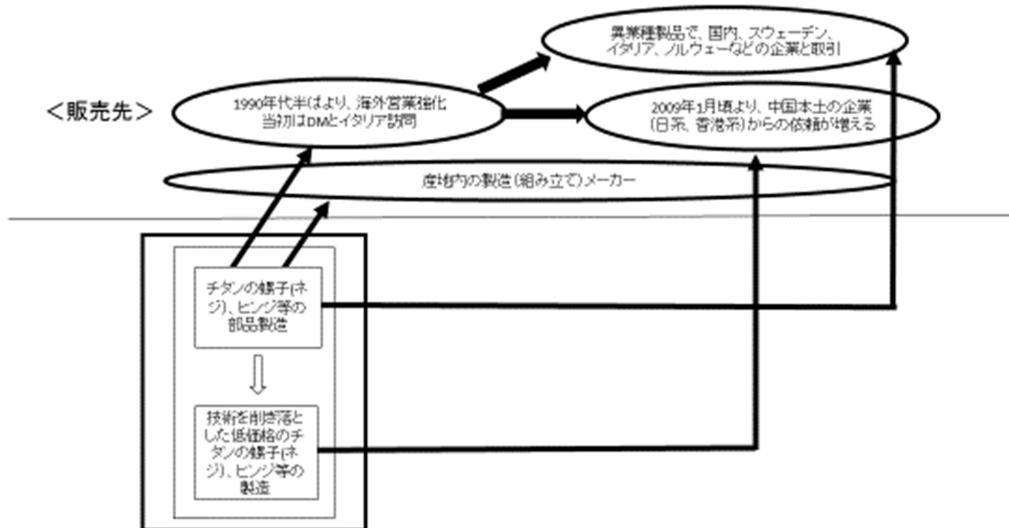 異業種製品で、国内、スウェーデン、
イタリア、ノルウェーなどの企業と取引
<販売先>
1990年代半ばより、海外営業強化
当初はDMとイタリア訪問
2009年1月頃より、中国本土の企業
(日系、香港系)からの依頼が増える
産地内の製造(組み立て)メーカー
チタンの螺子(ネ
ジ)、ヒンジ等の
部品製造
技術を削ぎ落と
した低価格のチ
タンの螺子(ネ
ジ)、ヒンジ等の
製造